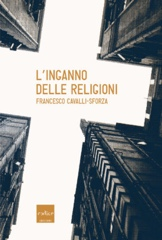 L'INGANNO
DELLE RELIGIONI
FRANCESCO CAVALLI-SFORZA